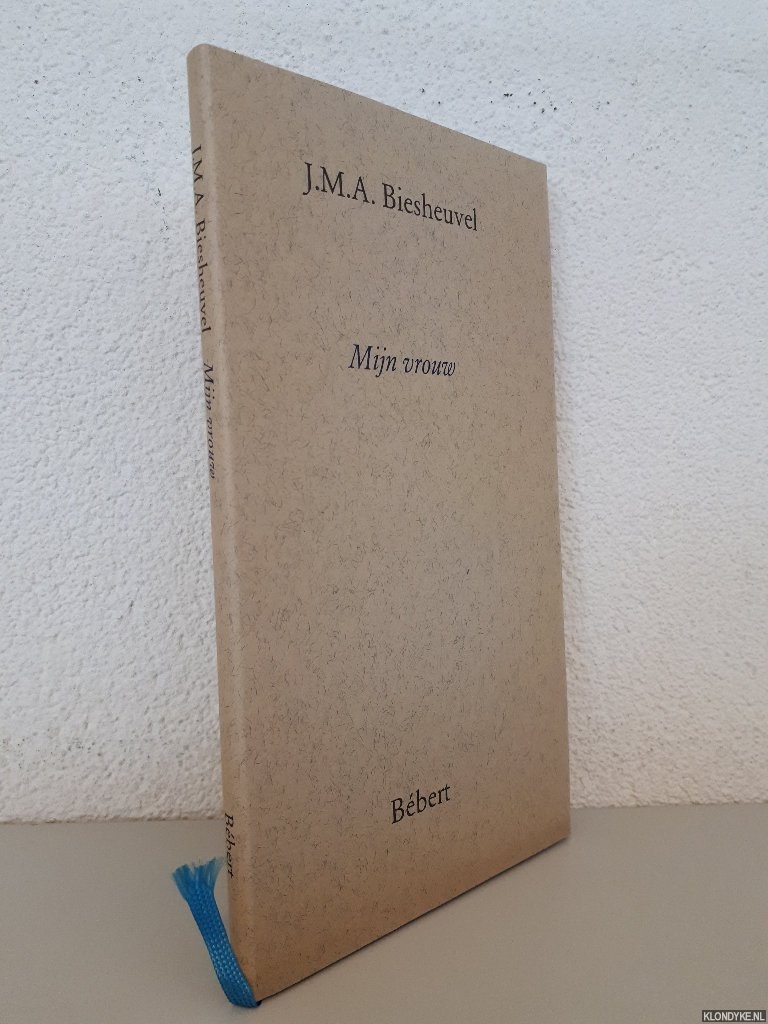 J.M.A. Biesheuvel
Mijn vrouw
Bébert
J.M.A. Biesheuvel Mijn vrouw Bébert
KLONDYKE.NL